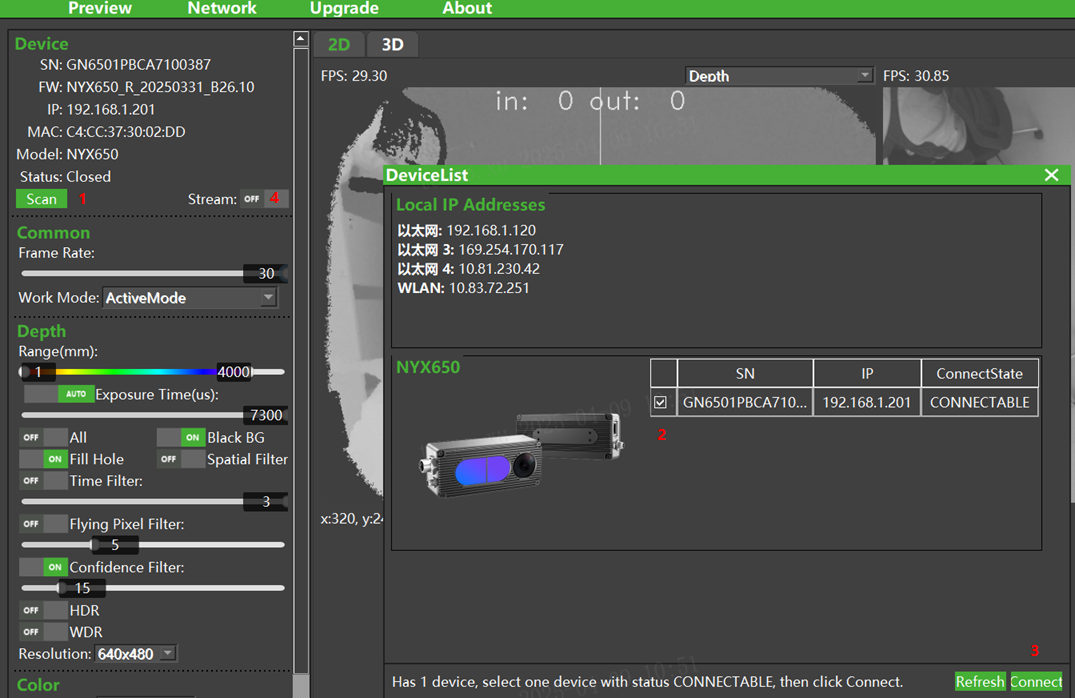 Preview Network Upgrade About
Device
SN: GN6501PBCA7100387
FW: NYX650_R_20250331_B26.10
IP: 192.168.1.201
MAC: C4:CC:37:30:02:DD
Model: NYX650
Status: Closed
Scan 1 Stream: OFF 4
Common
Frame Rate:
30
Work Mode: ActiveMode
Depth
Range(mm):
1 4000
AUTO Exposure Time(us):
7300
OFF All ON Black BG
ON Fill Hole OFF Spatial Filter
OFF Time Filter:
3
OFF Flying Pixel Filter:
5
ON Confidence Filter:
15
OFF HDR
OFF WDR
Resolution: 640x480
Color
2D 3D
FPS: 29.30 Depth FPS: 30.85
in: 0 out: 0
x:320, y:24
DeviceList
Local IP Addresses
以太网: 192.168.1.120
以太网 3: 169.254.170.117
以太网 4: 10.81.230.42
WLAN: 10.83.72.251
NYX650
SN IP ConnectState
GN6501PBCA710... 192.168.1.201 CONNECTABLE
2
3
Has 1 device, select one device with status CONNECTABLE, then click Connect. Refresh Connect